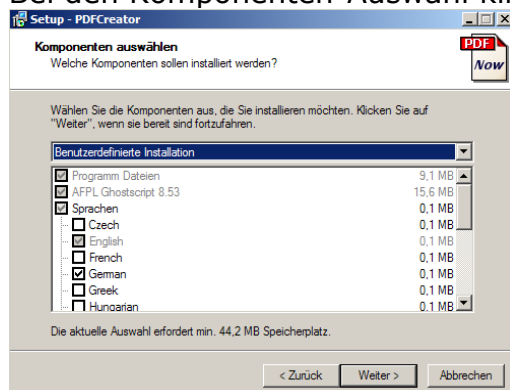 Bei den Komponenten-Auswahl kli
Setup - PDFCreator
Komponenten auswählen
Welche Komponenten sollen installiert werden?
PDF
Now
Wählen Sie die Komponenten aus, die Sie installieren möchten. Klicken Sie auf
"Weiter", wenn sie bereit sind fortzufahren.
Benutzerdefinierte Installation
Programm Dateien 9,1 MB
AFPL Ghostscript 8.53 15,6 MB
Sprachen 0,1 MB
Czech 0,1 MB
English 0,1 MB
French 0,1 MB
German 0,1 MB
Greek 0,1 MB
Hungarian 0,1 MB
Die aktuelle Auswahl erfordert min. 44,2 MB Speicherplatz.
< Zurück Weiter > Abbrechen